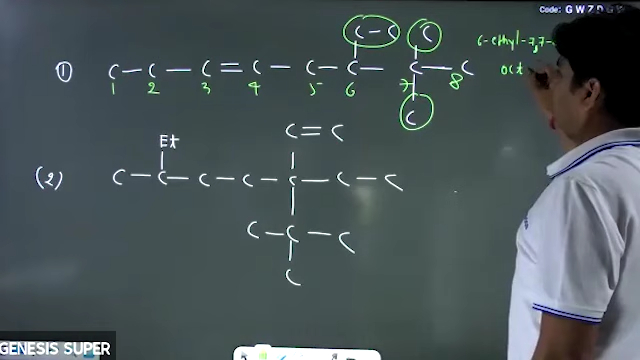 Code: G W Z D G W
C - C C
① C - C - C = C - C - C - C - C
1 2 3 4 5 6 7 8
C
6-ethyl-7,7-
oct
Et
C = C
(2) C - C - C - C - C - C - C
C - C - C
C
GENESIS SUPER